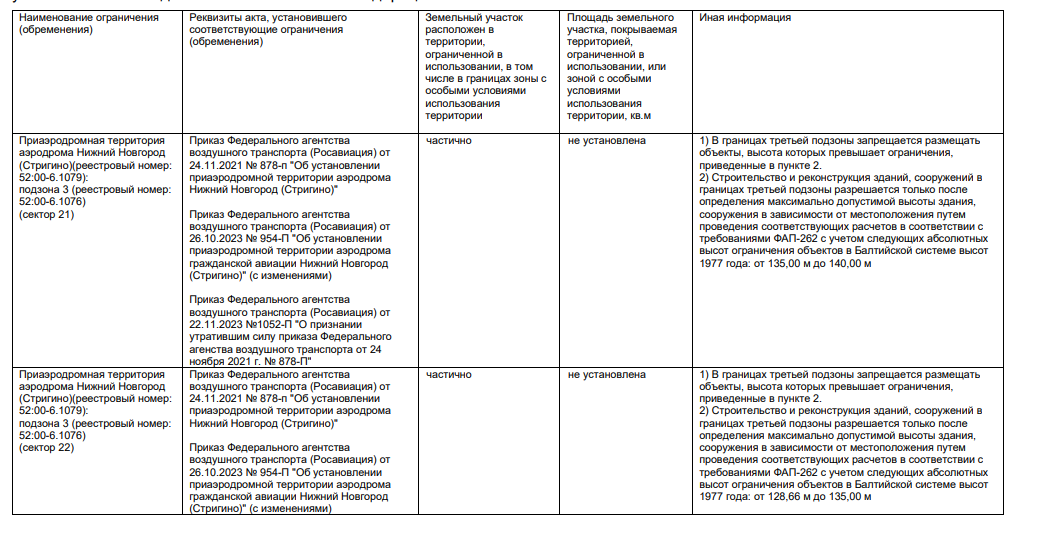 Наименование ограничения
(обременения)
Реквизиты акта, установившего
соответствующие ограничения
(обременения)
Земельный участок
расположен в
территории,
ограниченной в
использовании, в том
числе в границах зоны с
особыми условиями
использования
территории
Площадь земельного
участка, покрываемая
территорией,
ограниченной в
использовании, или
зоной с особыми
условиями
использования
территории, кв.м
Иная информация
Приаэродромная территория
аэродрома Нижний Новгород
(Стригино)(реестровый номер:
52:00-6.1079):
подзона 3 (реестровый номер:
52:00-6.1076)
(сектор 21)
Приказ Федерального агентства
воздушного транспорта (Росавиация) от
24.11.2021 № 878-п "Об установлении
приаэродромной территории аэродрома
Нижний Новгород (Стригино)"
Приказ Федерального агентства
воздушного транспорта (Росавиация) от
26.10.2023 № 954-П "Об установлении
приаэродромной территории аэродрома
гражданской авиации Нижний Новгород
(Стригино)" (с изменениями)
Приказ Федерального агентства
воздушного транспорта (Росавиация) от
22.11.2023 №1052-П "О признании
утратившим силу приказа Федерального
агенства воздушного транспорта от 24
ноября 2021 г. № 878-П"
частично
не установлена
1) В границах третьей подзоны запрещается размещать
объекты, высота которых превышает ограничения,
приведенные в пункте 2.
2) Строительство и реконструкция зданий, сооружений в
границах третьей подзоны разрешается только после
определения максимально допустимой высоты здания,
сооружения в зависимости от местоположения путем
проведения соответствующих расчетов в соответствии с
требованиями ФАП-262 с учетом следующих абсолютных
высот ограничения объектов в Балтийской системе высот
1977 года: от 135,00 м до 140,00 м
Приаэродромная территория
аэродрома Нижний Новгород
(Стригино)(реестровый номер:
52:00-6.1079):
подзона 3 (реестровый номер:
52:00-6.1076)
(сектор 22)
Приказ Федерального агентства
воздушного транспорта (Росавиация) от
24.11.2021 № 878-п "Об установлении
приаэродромной территории аэродрома
Нижний Новгород (Стригино)"
Приказ Федерального агентства
воздушного транспорта (Росавиация) от
26.10.2023 № 954-П "Об установлении
приаэродромной территории аэродрома
гражданской авиации Нижний Новгород
(Стригино)" (с изменениями)
частично
не установлена
1) В границах третьей подзоны запрещается размещать
объекты, высота которых превышает ограничения,
приведенные в пункте 2.
2) Строительство и реконструкция зданий, сооружений в
границах третьей подзоны разрешается только после
определения максимально допустимой высоты здания,
сооружения в зависимости от местоположения путем
проведения соответствующих расчетов в соответствии с
требованиями ФАП-262 с учетом следующих абсолютных
высот ограничения объектов в Балтийской системе высот
1977 года: от 128,66 м до 135,00 м